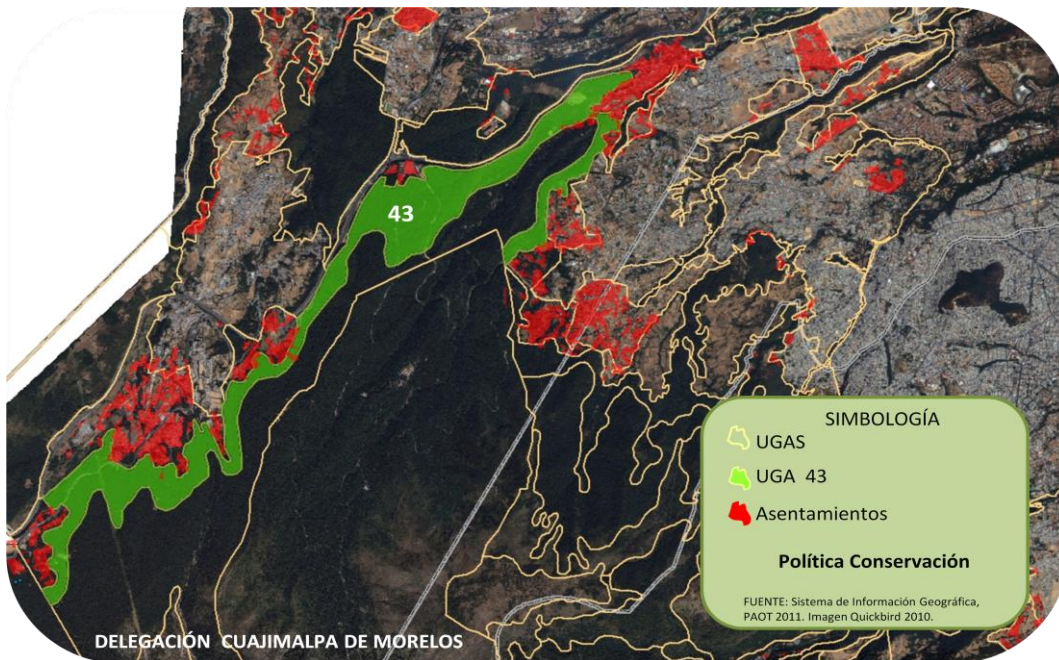 43
SIMBOLOGÍA
UGAS
UGA 43
Asentamientos
Política Conservación
FUENTE: Sistema de Información Geográfica,
PAOT 2011. Imagen Quickbird 2010.
DELEGACIÓN CUAJIMALPA DE MORELOS